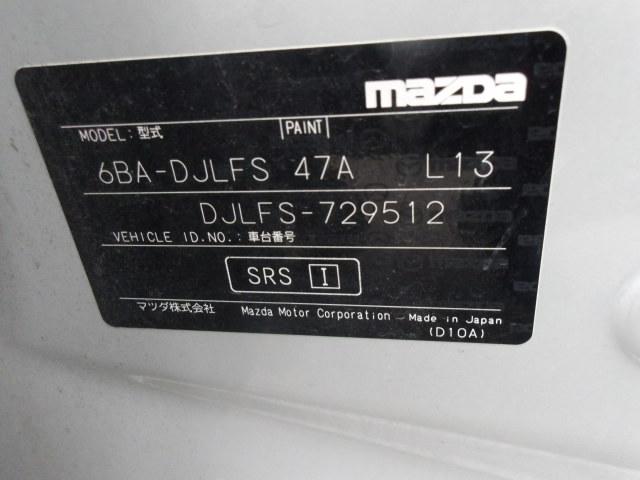 mazda
MODEL: 型式 PAINT
6BA-DJLFS 47A L13
DJLFS-729512
VEHICLE ID.NO.: 車台番号
SRS I
マツダ株式会社 Mazda Motor Corporation Made in Japan
(D10A)